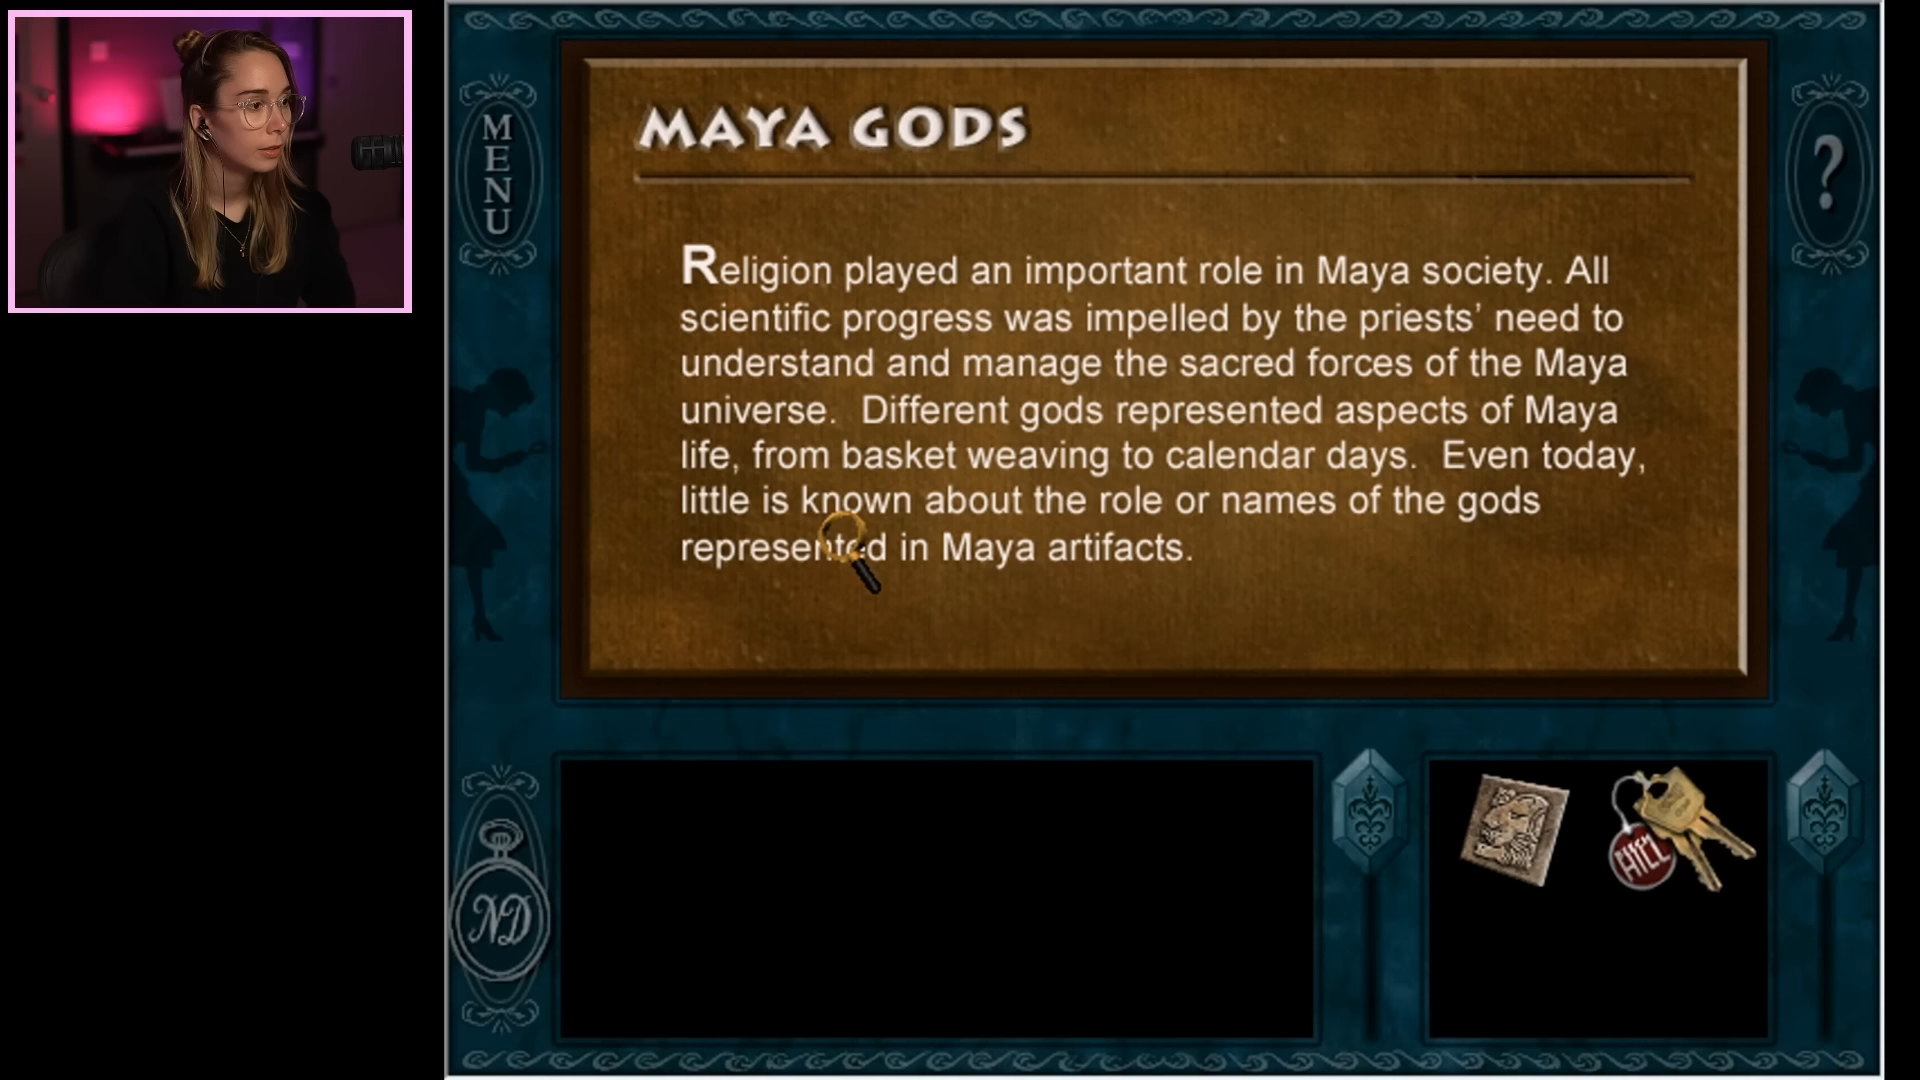 MENU
MAYA GODS
?
Religion played an important role in Maya society. All
scientific progress was impelled by the priests’ need to
understand and manage the sacred forces of the Maya
universe. Different gods represented aspects of Maya
life, from basket weaving to calendar days. Even today,
little is known about the role or names of the gods
represented in Maya artifacts.
ND